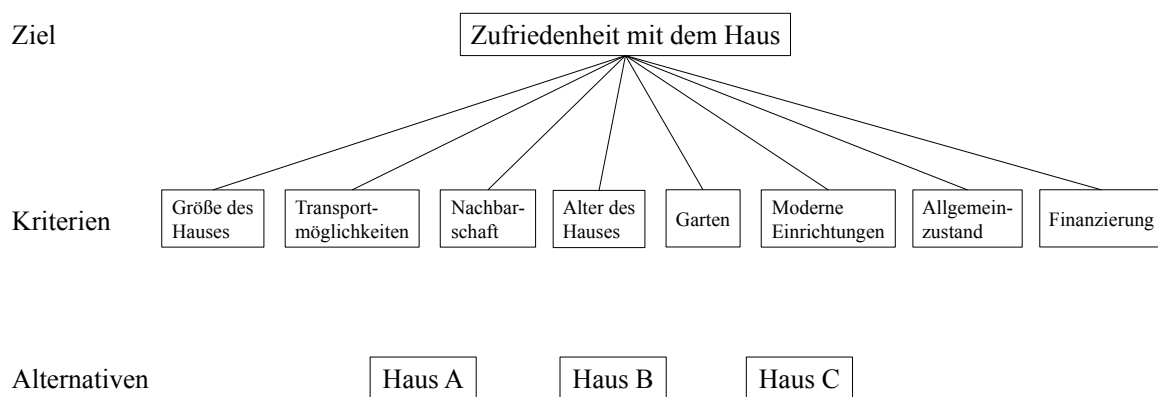 Ziel
Zufriedenheit mit dem Haus
Kriterien
Größe des
Hauses
Transport-
möglichkeiten
Nachbar-
schaft
Alter des
Hauses
Garten
Moderne
Einrichtungen
Allgemein-
zustand
Finanzierung
Alternativen
Haus A
Haus B
Haus C